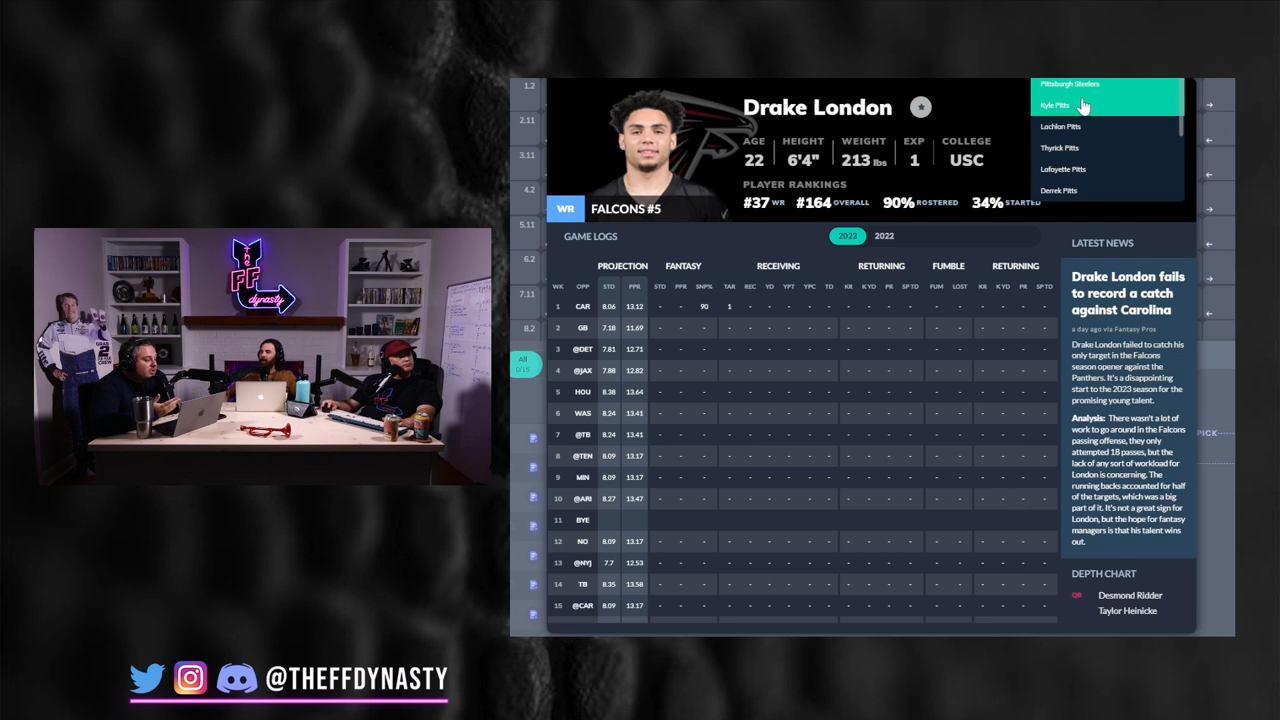 1.2
2.11
3.11
4.2
5.11
6.2
7.11
8.2
All
0/15
Drake London
AGE HEIGHT WEIGHT EXP COLLEGE
22 6'4" 213 lbs 1 USC
PLAYER RANKINGS
#37 WR #164 OVERALL 90% ROSTERED 34% STARTED
WR FALCONS #5
Pittsburgh Steelers
Kyle Pitts
Lachlan Pitts
Thyrick Pitts
Lafayette Pitts
Derrek Pitts
GAME LOGS 2023 2022
PROJECTION FANTASY RECEIVING RETURNING FUMBLE RETURNING
WK OPP STD PPR STD PPR SNP% TAR REC YD YPT YPC TD KR KYD PR SP TD FUM LOST KR KYD PR SP TD
1 CAR 8.06 13.12 - - 90 1 - - - - - - - - - - - - - - -
2 GB 7.18 11.69 - - - - - - - - - - - - - - - - - - -
3 @DET 7.81 12.71 - - - - - - - - - - - - - - - - - - -
4 @JAX 7.88 12.82 - - - - - - - - - - - - - - - - - - -
5 HOU 8.38 13.64 - - - - - - - - - - - - - - - - - - -
6 WAS 8.24 13.41 - - - - - - - - - - - - - - - - - - -
7 @TB 8.24 13.41 - - - - - - - - - - - - - - - - - - -
8 @TEN 8.09 13.17 - - - - - - - - - - - - - - - - - - -
9 MIN 8.09 13.17 - - - - - - - - - - - - - - - - - - -
10 @ARI 8.27 13.47 - - - - - - - - - - - - - - - - - - -
11 BYE
12 NO 8.09 13.17 - - - - - - - - - - - - - - - - - - -
13 @NYJ 7.7 12.53 - - - - - - - - - - - - - - - - - - -
14 TB 8.35 13.58 - - - - - - - - - - - - - - - - - - -
15 @CAR 8.09 13.17 - - - - - - - - - - - - - - - - - - -
LATEST NEWS
Drake London fails
to record a catch
against Carolina
a day ago via Fantasy Pros
Drake London failed to catch his
only target in the Falcons
season opener against the
Panthers. It's a disappointing
start to the 2023 season for the
promising young talent.
Analysis: There wasn't a lot of
work to go around in the Falcons
passing offense, they only
attempted 18 passes, but the
lack of any sort of workload for
London is concerning. The
running backs accounted for half
of the targets, which was a big
part of it. It's not a great sign for
London, but the hope for fantasy
managers is that his talent wins
out.
DEPTH CHART
QB Desmond Ridder
Taylor Heinicke
PICK
the
FF
dynasty
@THEFFDYNASTY